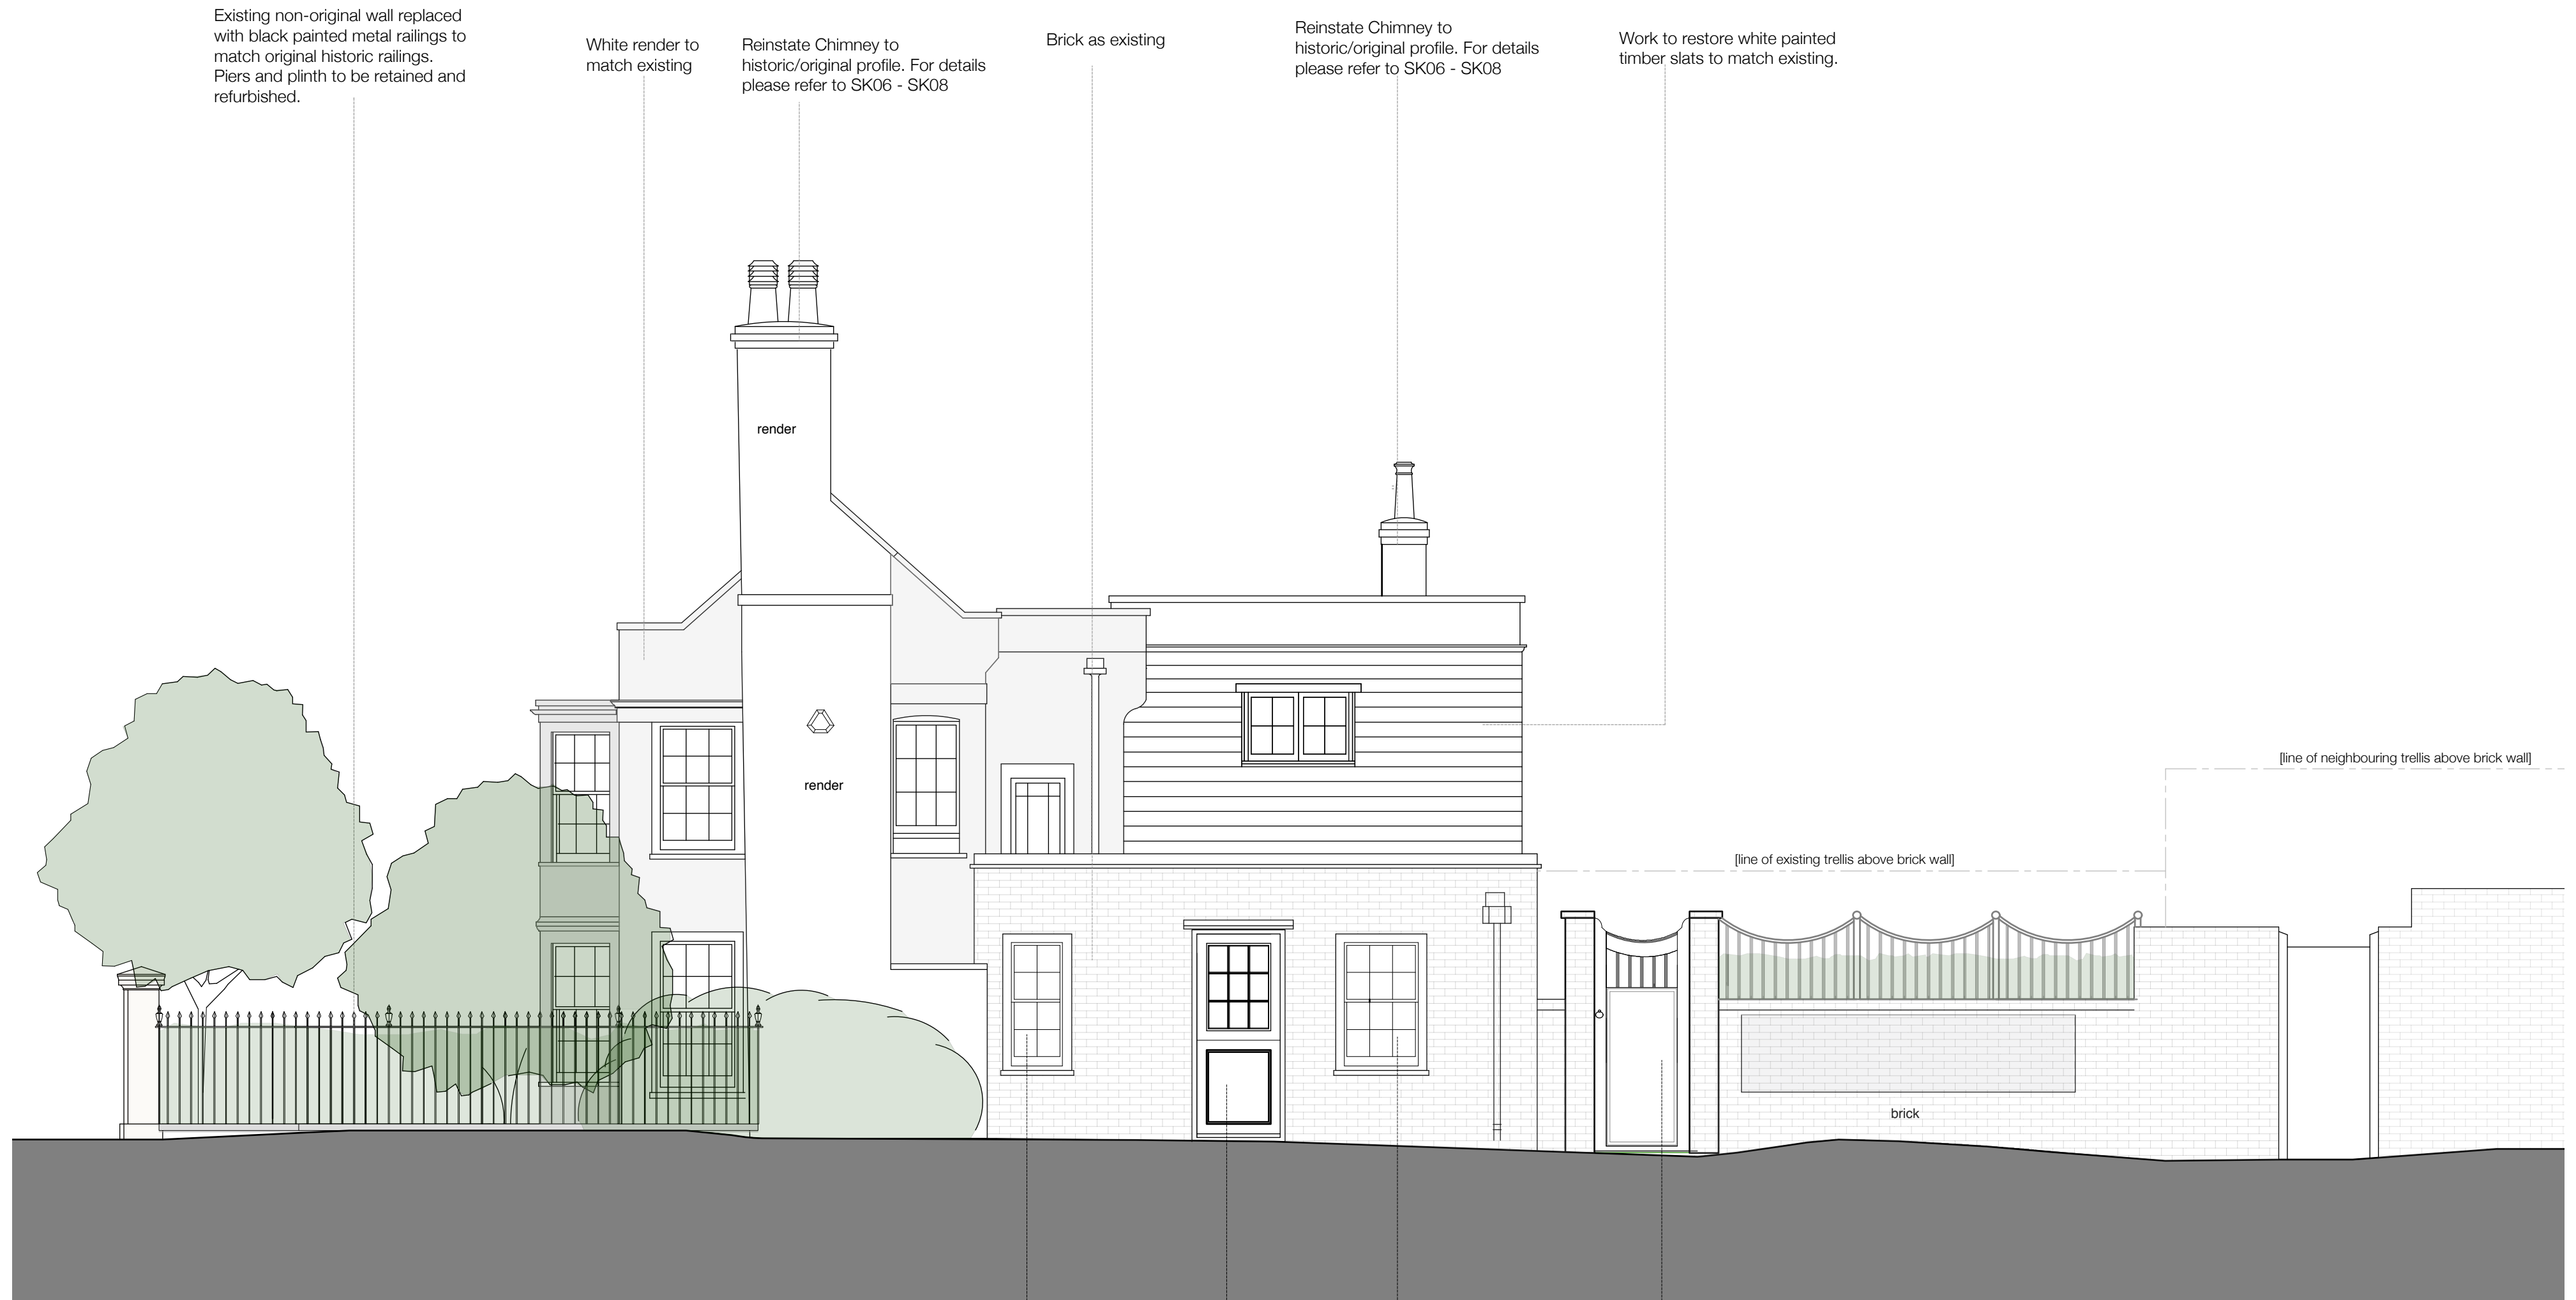 Existing non-original wall replaced
with black painted metal railings to
match original historic railings.
Piers and plinth to be retained and
refurbished.
White render to
match existing
Reinstate Chimney to
historic/original profile. For details
please refer to SK06 - SK08
Brick as existing
Reinstate Chimney to
historic/original profile. For details
please refer to SK06 - SK08
Work to restore white painted
timber slats to match existing.
render
render
[line of neighbouring trellis above brick wall]
[line of existing trellis above brick wall]
brick